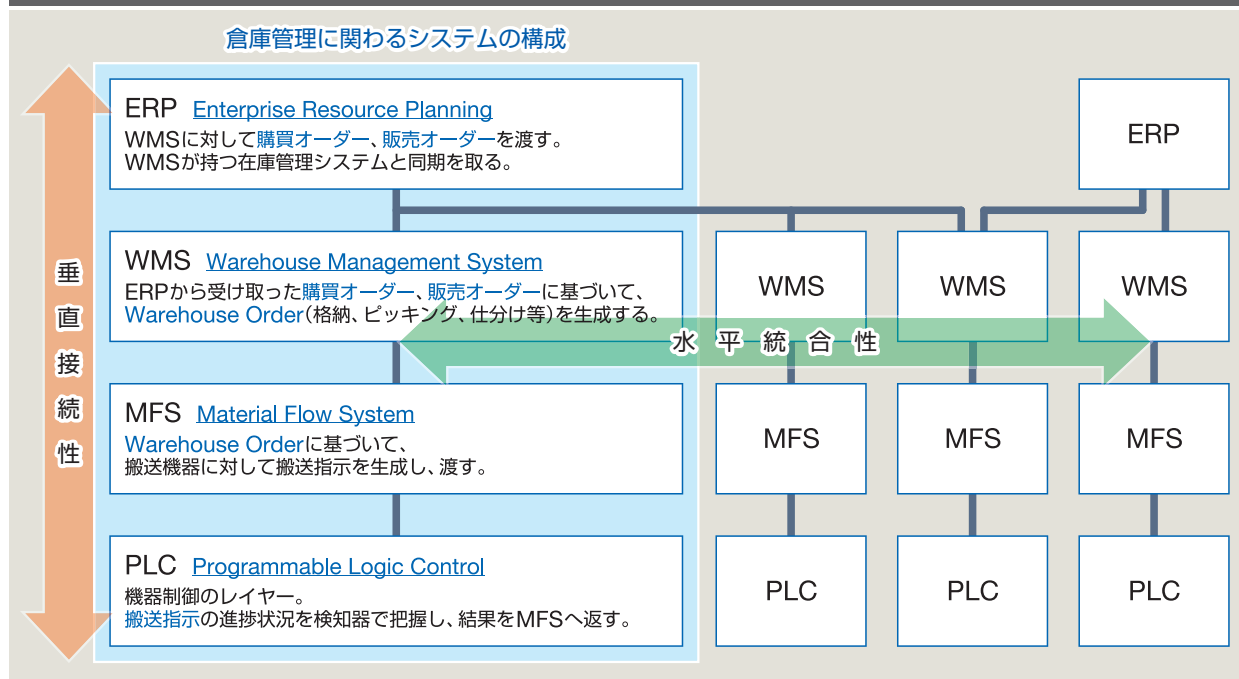 倉庫管理に関わるシステムの構成
ERP Enterprise Resource Planning
WMSに対して購買オーダー、販売オーダーを渡す。
WMSが持つ在庫管理システムと同期を取る。
ERP
WMS Warehouse Management System
ERPから受け取った購買オーダー、販売オーダーに基づいて、
Warehouse Order(格納、ピッキング、仕分け等)を生成する。
WMS
WMS
WMS
垂直接続性
水平統合性
MFS Material Flow System
Warehouse Orderに基づいて、
搬送機器に対して搬送指示を生成し、渡す。
MFS
MFS
MFS
PLC Programmable Logic Control
機器制御のレイヤー。
搬送指示の進捗状況を検知器で把握し、結果をMFSへ返す。
PLC
PLC
PLC